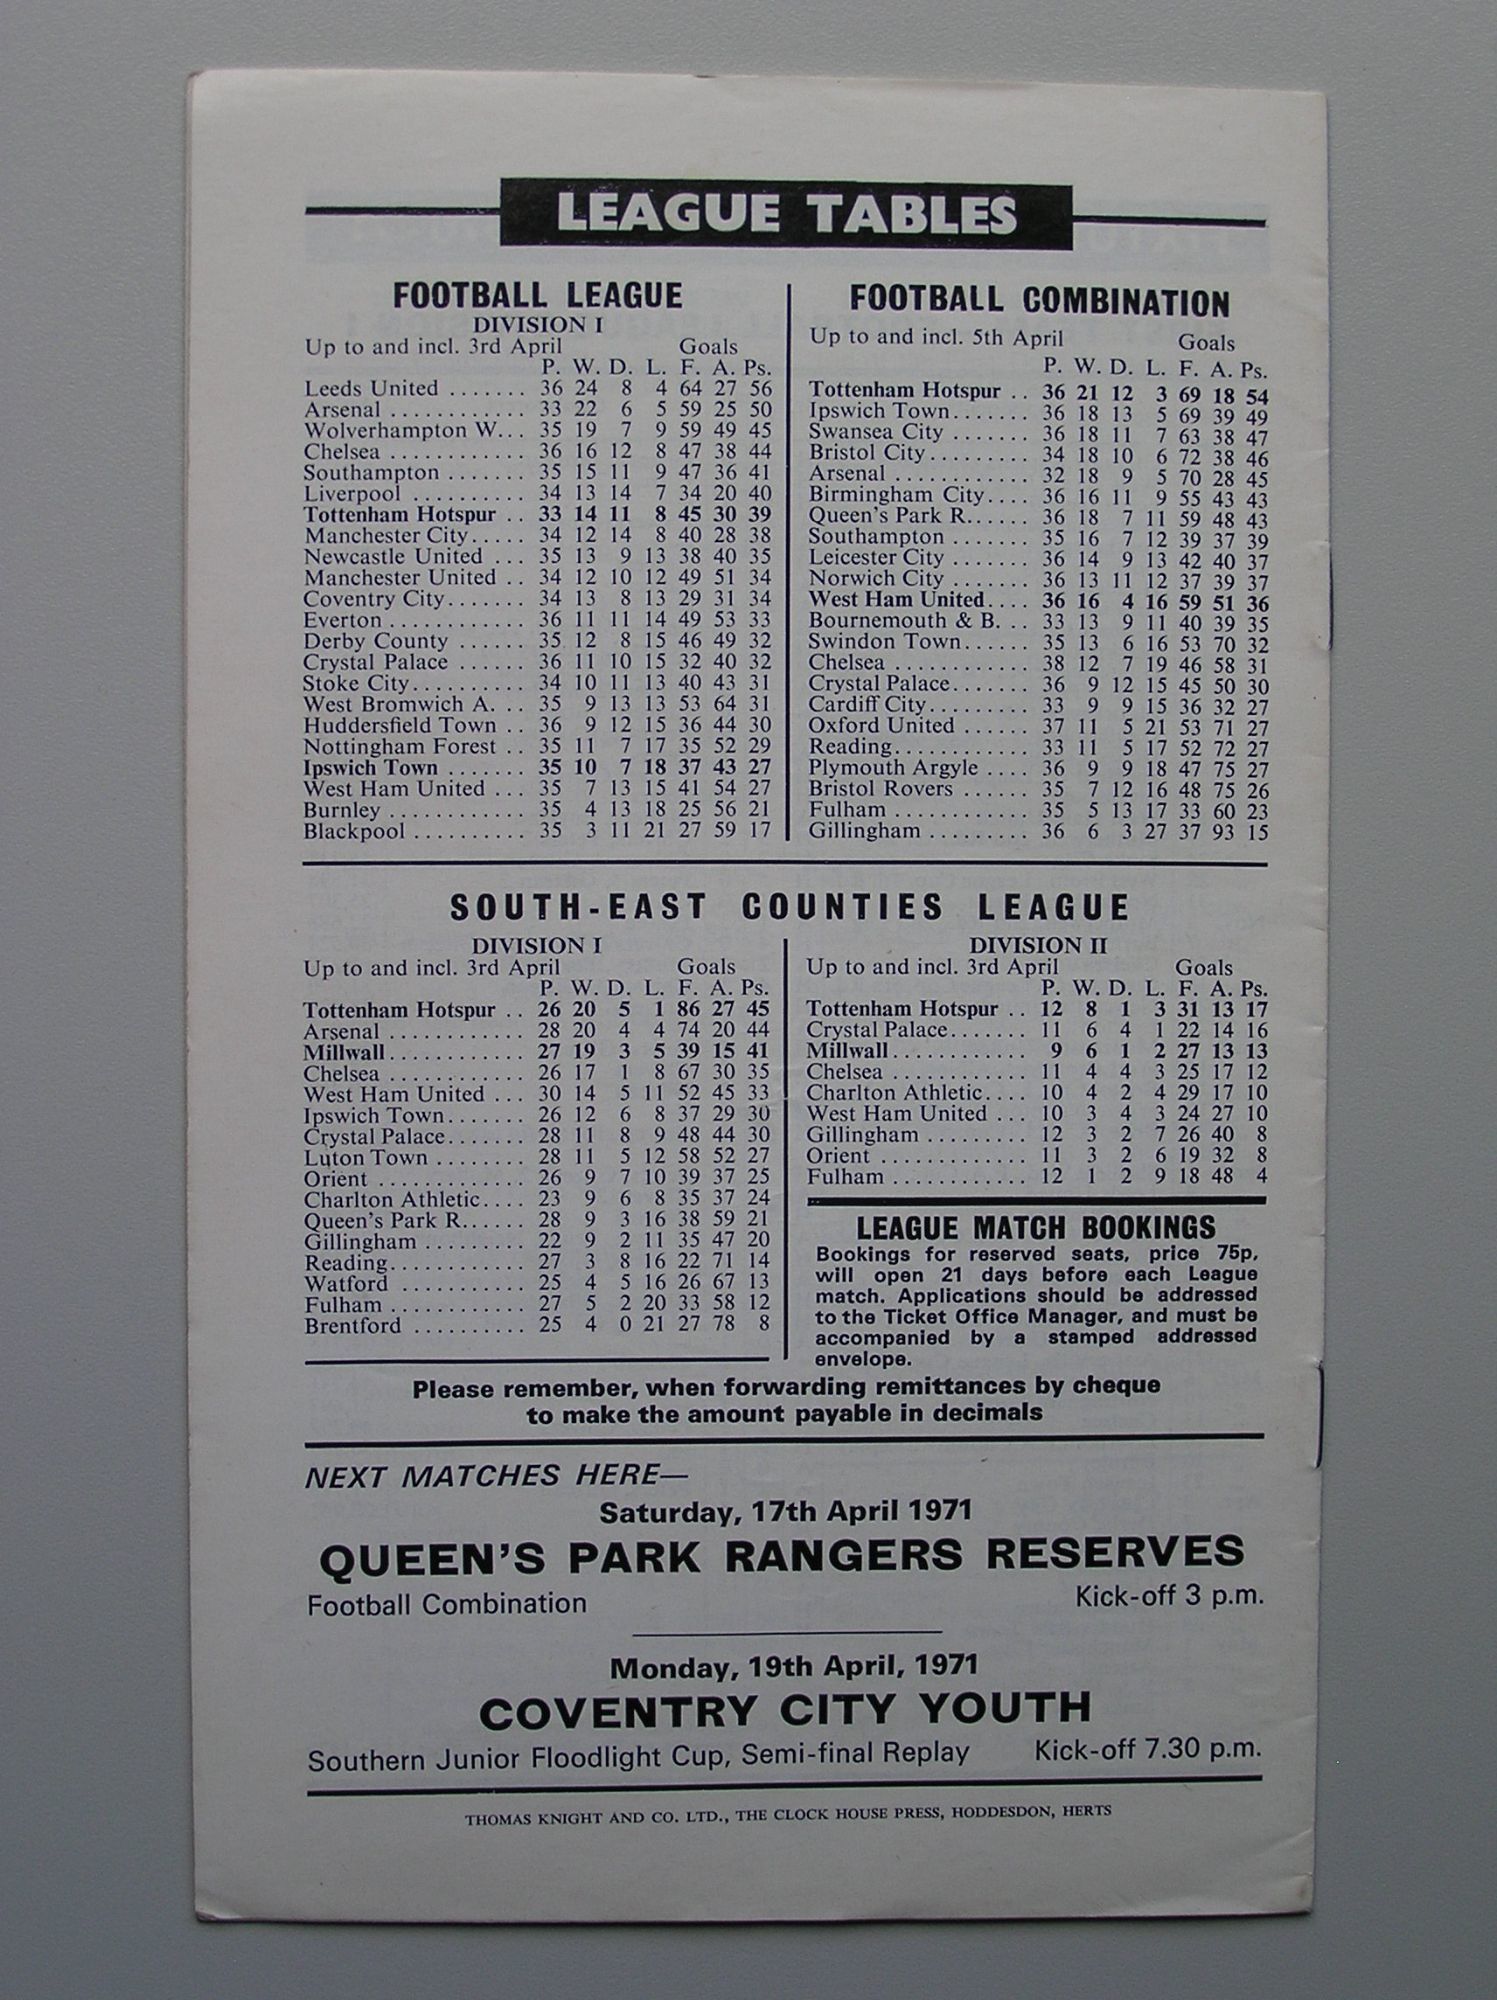 LEAGUE TABLES
FOOTBALL LEAGUE
DIVISION I
Up to and incl. 3rd April Goals
P. W. D. L. F. A. Ps.
Leeds United ....... 36 24 8 4 64 27 56
Arsenal ............ 33 22 6 5 59 25 50
Wolverhampton W... 35 19 7 9 59 49 45
Chelsea ............ 36 16 12 8 47 38 44
Southampton ....... 35 15 11 9 47 36 41
Liverpool .......... 34 13 14 7 34 20 40
Tottenham Hotspur .. 33 14 11 8 45 30 39
Manchester City..... 34 12 14 8 40 28 38
Newcastle United ... 35 13 9 13 38 40 35
Manchester United .. 34 12 10 12 49 51 34
Coventry City....... 34 13 8 13 29 31 34
Everton ............ 36 11 11 14 49 53 33
Derby County ...... 35 12 8 15 46 49 32
Crystal Palace ...... 36 11 10 15 32 40 32
Stoke City.......... 34 10 11 13 40 43 31
West Bromwich A. .. 35 9 13 13 53 64 31
Huddersfield Town .. 36 9 12 15 36 44 30
Nottingham Forest .. 35 11 7 17 35 52 29
Ipswich Town ....... 35 10 7 18 37 43 27
West Ham United ... 35 7 13 15 41 54 27
Burnley ............ 35 4 13 18 25 56 21
Blackpool .......... 35 3 11 21 27 59 17
FOOTBALL COMBINATION
Up to and incl. 5th April Goals
P. W. D. L. F. A. Ps.
Tottenham Hotspur .. 36 21 12 3 69 18 54
Ipswich Town....... 36 18 13 5 69 39 49
Swansea City ....... 36 18 11 7 63 38 47
Bristol City......... 34 18 10 6 72 38 46
Arsenal ............ 32 18 9 5 70 28 45
Birmingham City.... 36 16 11 9 55 43 43
Queen's Park R...... 36 18 7 11 59 48 43
Southampton ....... 35 16 7 12 39 37 39
Leicester City ....... 36 14 9 13 42 40 37
Norwich City ....... 36 13 11 12 37 39 37
West Ham United.... 36 16 4 16 59 51 36
Bournemouth & B. .. 33 13 9 11 40 39 35
Swindon Town...... 35 13 6 16 53 70 32
Chelsea ............ 38 12 7 19 46 58 31
Crystal Palace....... 36 9 12 15 45 50 30
Cardiff City......... 33 9 9 15 36 32 27
Oxford United ...... 37 11 5 21 53 71 27
Reading............ 33 11 5 17 52 72 27
Plymouth Argyle .... 36 9 9 18 47 75 27
Bristol Rovers ...... 35 7 12 16 48 75 26
Fulham ............ 35 5 13 17 33 60 23
Gillingham ......... 36 6 3 27 37 93 15
SOUTH-EAST COUNTIES LEAGUE
DIVISION I
Up to and incl. 3rd April Goals
P. W. D. L. F. A. Ps.
Tottenham Hotspur .. 26 20 5 1 86 27 45
Arsenal ............ 28 20 4 4 74 20 44
Millwall............ 27 19 3 5 39 15 41
Chelsea ............ 26 17 1 8 67 30 35
West Ham United ... 30 14 5 11 52 45 33
Ipswich Town....... 26 12 6 8 37 29 30
Crystal Palace....... 28 11 8 9 48 44 30
Luton Town ........ 28 11 5 12 58 52 27
Orient ............. 26 9 7 10 39 37 25
Charlton Athletic.... 23 9 6 8 35 37 24
Queen's Park R...... 28 9 3 16 38 59 21
Gillingham ......... 22 9 2 11 35 47 20
Reading............ 27 3 8 16 22 71 14
Watford ........... 25 4 5 16 26 67 13
Fulham ............ 27 5 2 20 33 58 12
Brentford .......... 25 4 0 21 27 78 8
DIVISION II
Up to and incl. 3rd April Goals
P. W. D. L. F. A. Ps.
Tottenham Hotspur .. 12 8 1 3 31 13 17
Crystal Palace....... 11 6 4 1 22 14 16
Millwall............ 9 6 1 2 27 13 13
Chelsea ............ 11 4 4 3 25 17 12
Charlton Athletic.... 10 4 2 4 29 17 10
West Ham United ... 10 3 4 3 24 27 10
Gillingham ......... 12 3 2 7 26 40 8
Orient ............. 11 3 2 6 19 32 8
Fulham ............ 12 1 2 9 18 48 4
LEAGUE MATCH BOOKINGS
Bookings for reserved seats, price 75p,
will open 21 days before each League
match. Applications should be addressed
to the Ticket Office Manager, and must be
accompanied by a stamped addressed
envelope.
Please remember, when forwarding remittances by cheque
to make the amount payable in decimals
NEXT MATCHES HERE—
Saturday, 17th April 1971
QUEEN'S PARK RANGERS RESERVES
Football Combination Kick-off 3 p.m.
Monday, 19th April, 1971
COVENTRY CITY YOUTH
Southern Junior Floodlight Cup, Semi-final Replay Kick-off 7.30 p.m.
THOMAS KNIGHT AND CO. LTD., THE CLOCK HOUSE PRESS, HODDESDON, HERTS